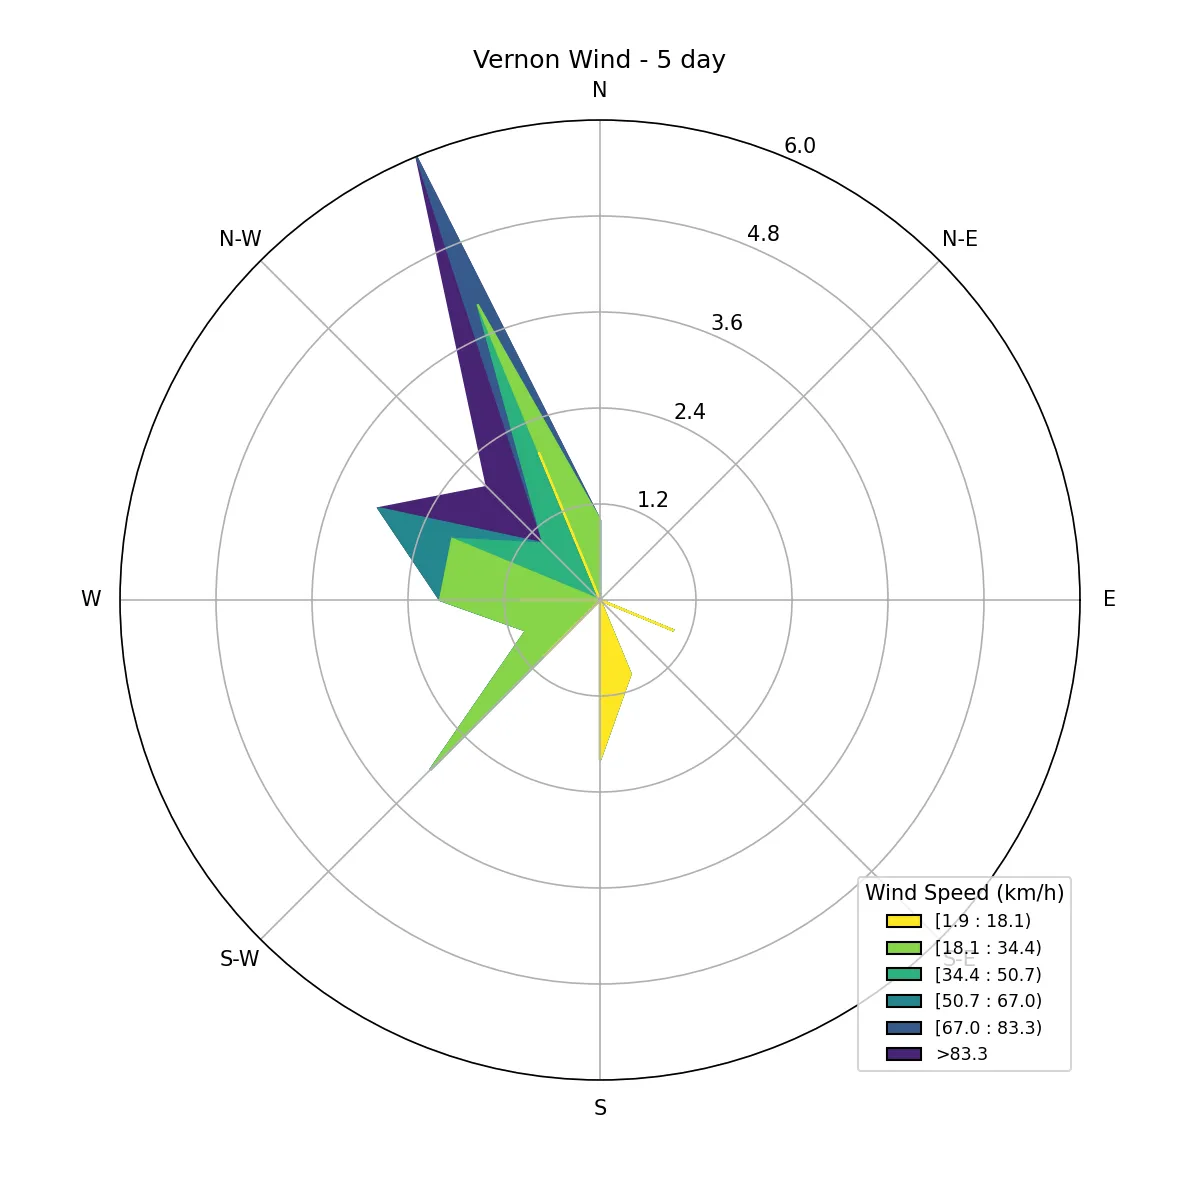 Vernon Wind - 5 day
N
6.0
N-W
N-E
4.8
3.6
2.4
1.2
W
E
Wind Speed (km/h)
[1.9 : 18.1)
[18.1 : 34.4)
S-W
S-E
[34.4 : 50.7)
[50.7 : 67.0)
[67.0 : 83.3)
>83.3
S